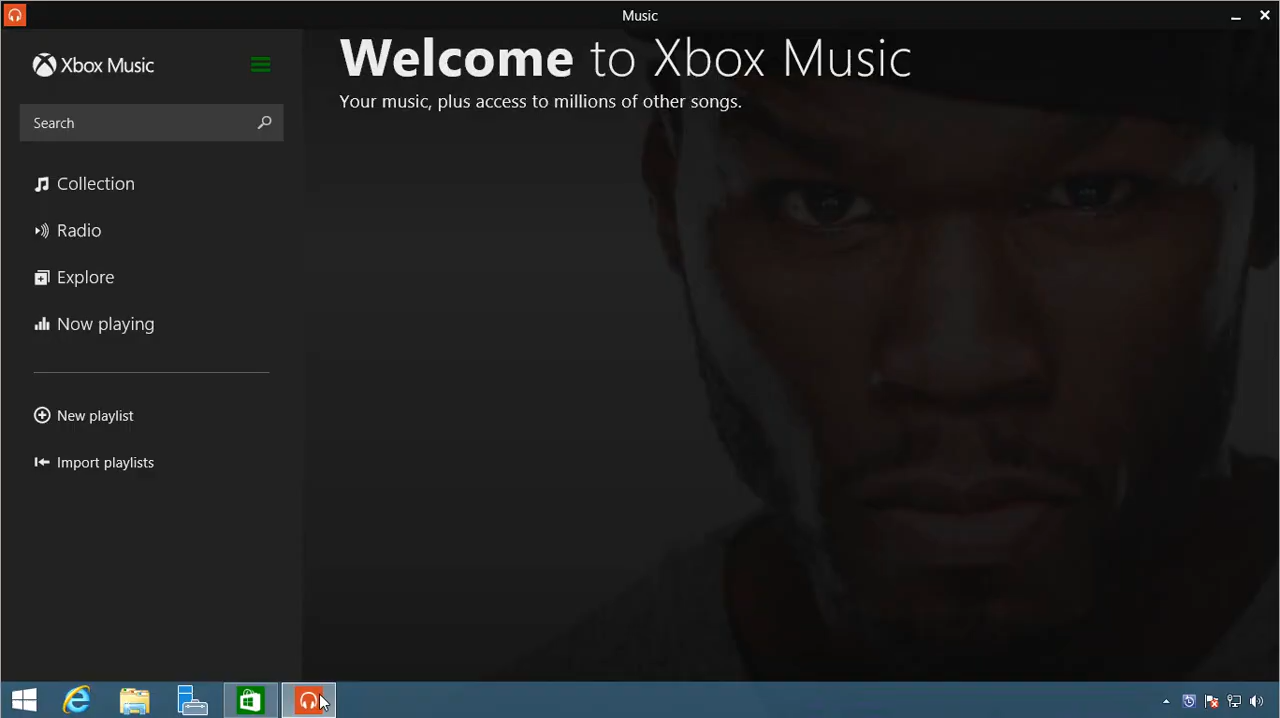 Music
Xbox Music
Search
Collection
Radio
Explore
Now playing
New playlist
Import playlists
Welcome to Xbox Music
Your music, plus access to millions of other songs.